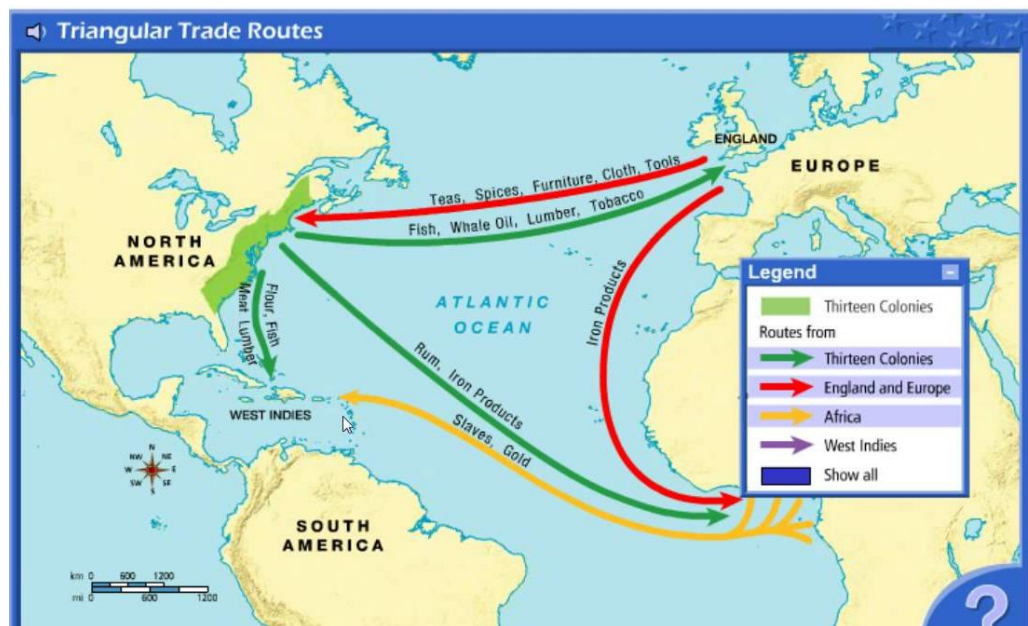 Triangular Trade Routes
ENGLAND
EUROPE
Teas, Spices, Furniture, Cloth, Tools
Fish, Whale Oil, Lumber, Tobacco
NORTH
AMERICA
Flour, Fish
Meat Lumber
ATLANTIC
OCEAN
Iron Products
Rum, Iron Products
Slaves, Gold
WEST INDIES
SOUTH
AMERICA
Legend
Thirteen Colonies
Routes from
Thirteen Colonies
England and Europe
Africa
West Indies
Show all
N
NW NE
W E
SW SE
S
km 0 600 1200
mi 0 600 1200
?